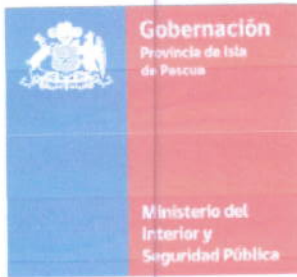 Gobernación
Provincia de Isla
de Pascua
Ministerio del
Interior y
Seguridad Pública